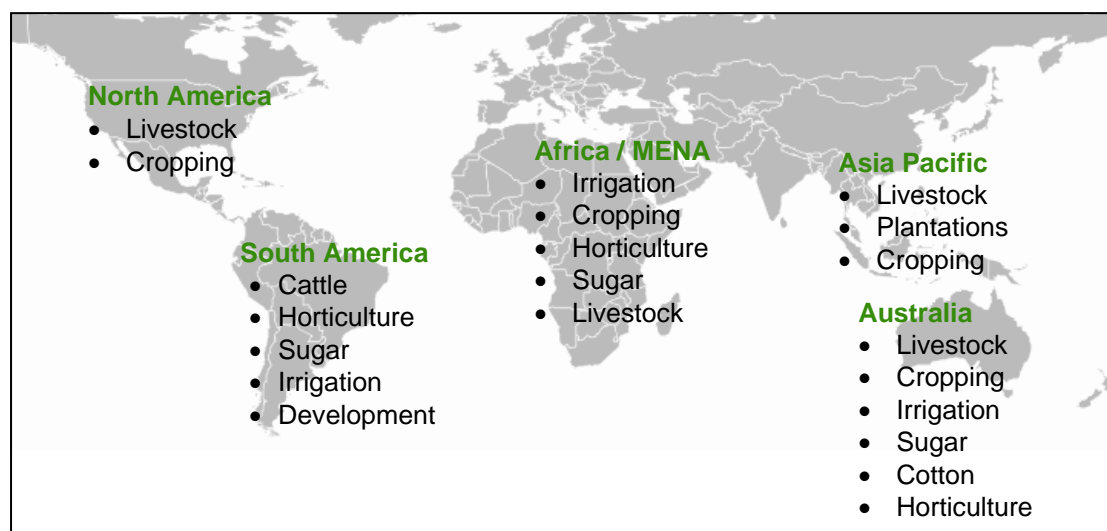 North America
• Livestock
• Cropping
South America
• Cattle
• Horticulture
• Sugar
• Irrigation
• Development
Africa / MENA
• Irrigation
• Cropping
• Horticulture
• Sugar
• Livestock
Asia Pacific
• Livestock
• Plantations
• Cropping
Australia
• Livestock
• Cropping
• Irrigation
• Sugar
• Cotton
• Horticulture